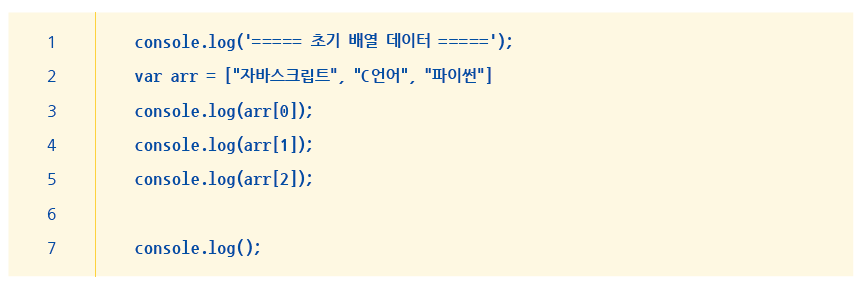 1 console.log('===== 초기 배열 데이터 =====');
2 var arr = ["자바스크립트", "C언어", "파이썬"]
3 console.log(arr[0]);
4 console.log(arr[1]);
5 console.log(arr[2]);
6
7 console.log();